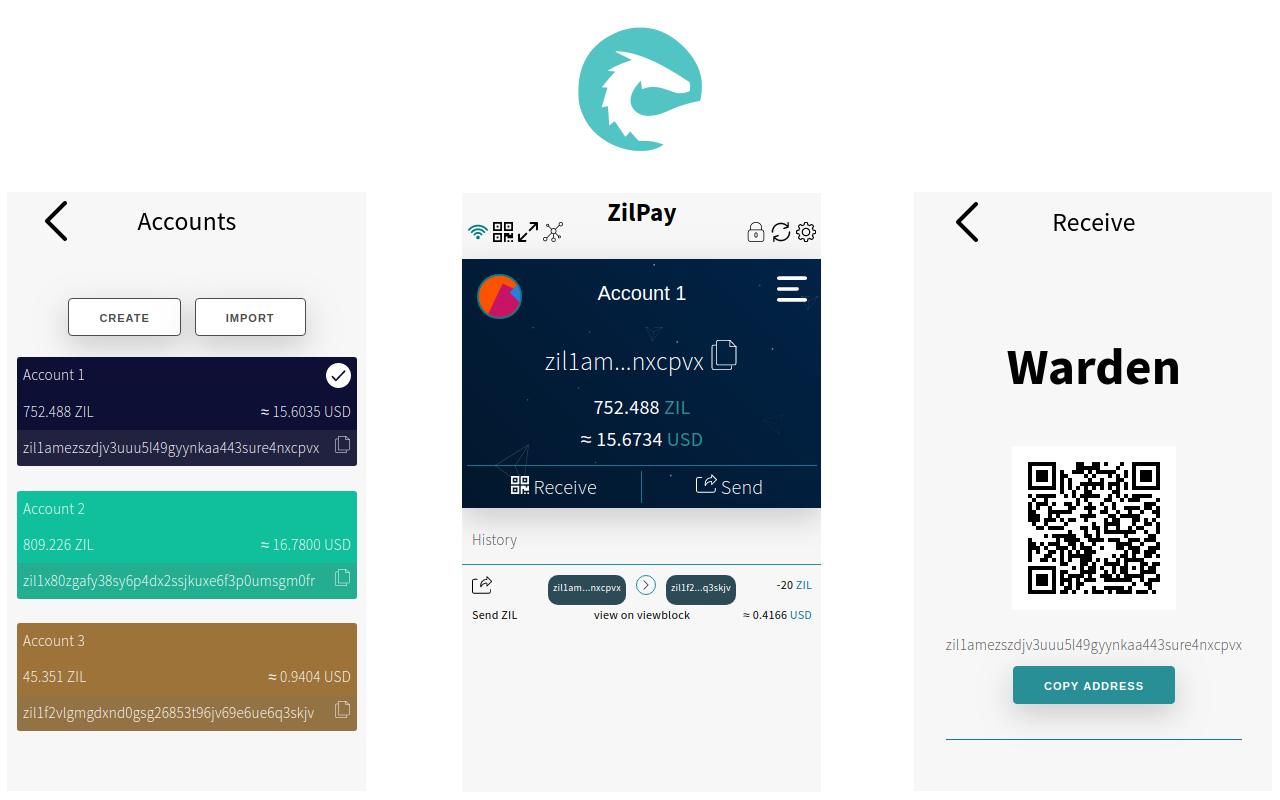 Accounts
CREATE IMPORT
Account 1
752.488 ZIL ≈ 15.6035 USD
zil1amezszdjv3uuu5l49gyynkaa443sure4nxcpvx
Account 2
809.226 ZIL ≈ 16.7800 USD
zil1x80zgafy38sy6p4dx2ssjkuxe6f3p0umsgm0fr
Account 3
45.351 ZIL ≈ 0.9404 USD
zil1f2vlgmgdxnd0gsg26853t96jv69e6ue6q3skjv
ZilPay
Account 1
zil1am...nxcpvx
752.488 ZIL
≈ 15.6734 USD
Receive Send
History
zil1am...nxcpvx zil1f2...q3skjv -20 ZIL
Send ZIL view on viewblock ≈ 0.4166 USD
Receive
Warden
zil1amezszdjv3uuu5l49gyynkaa443sure4nxcpvx
COPY ADDRESS